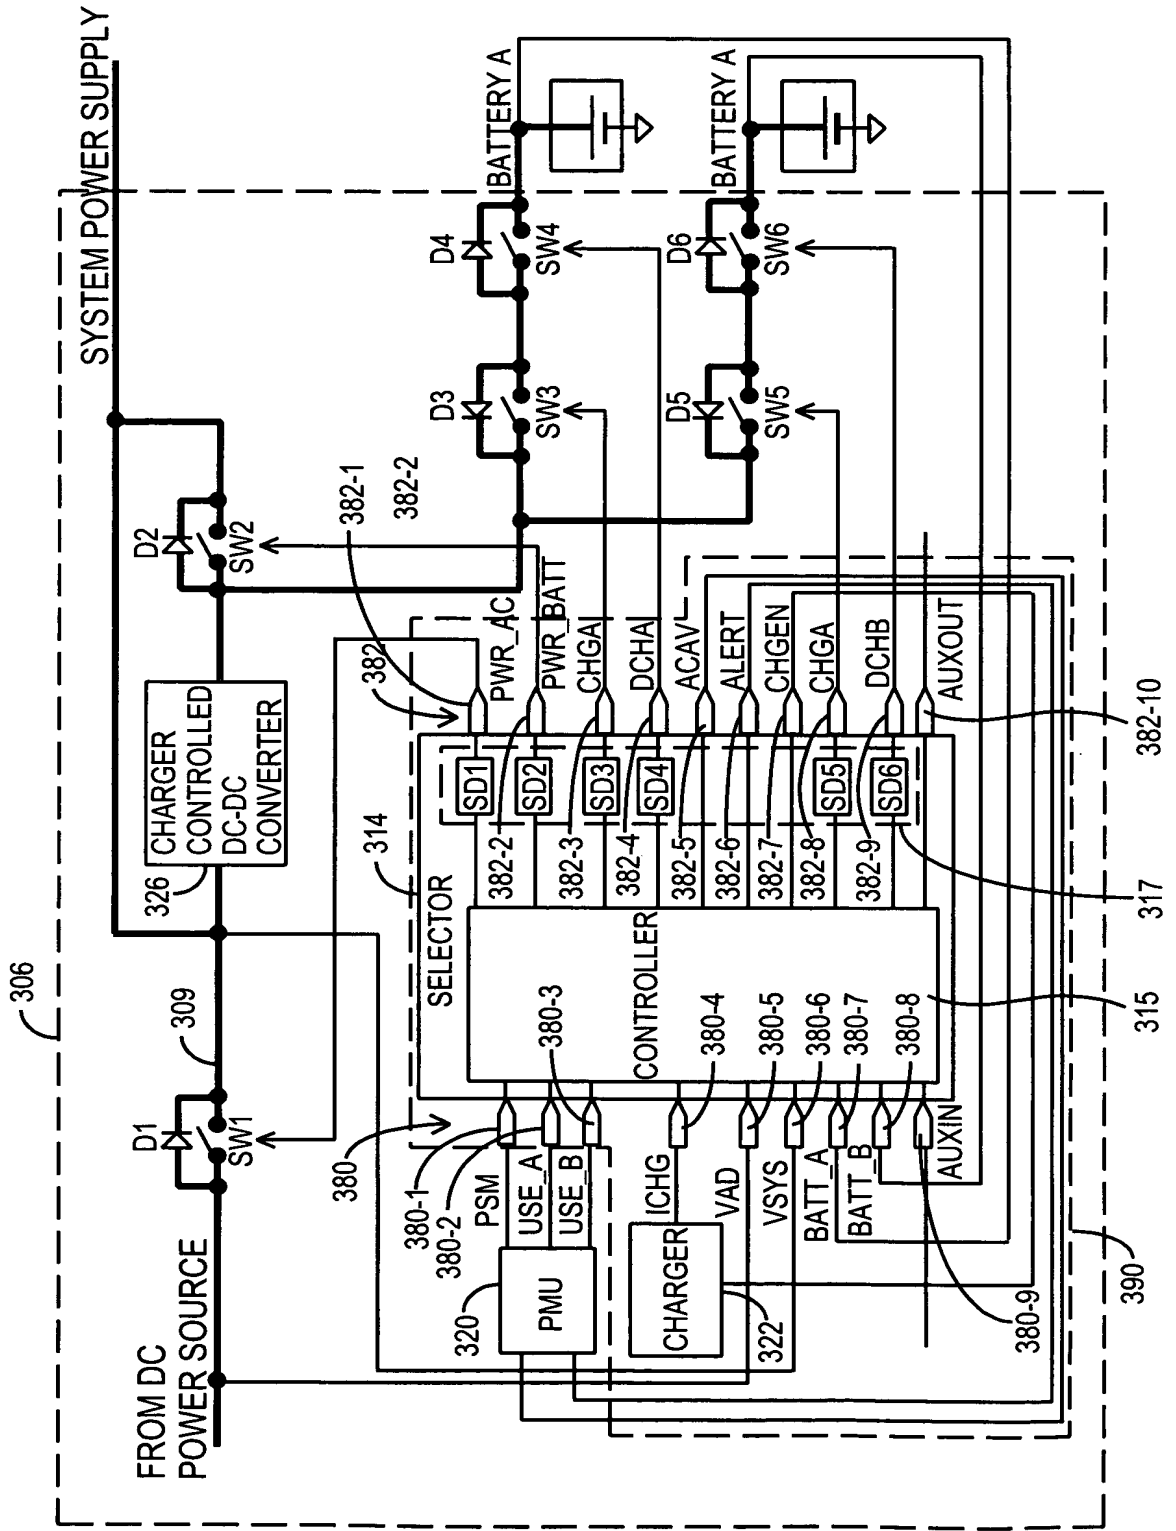 SYSTEM POWER SUPPLY
306
FROM DC
POWER SOURCE
D1
SW1
309
326
CHARGER
CONTROLLED
DC-DC
CONVERTER
D2
SW2
382-1
382-2
BATTERY A
D3
SW3
D4
SW4
BATTERY A
D5
SW5
D6
SW6
314
SELECTOR
CONTROLLER
315
317
SD1
SD2
SD3
SD4
SD5
SD6
382
382-2
382-3
382-4
382-5
382-6
382-7
382-8
382-9
382-10
PWR_AC
PWR_BATT
CHGA
DCHA
ACAV
ALERT
CHGEN
CHGA
DCHB
AUXOUT
380
380-1
380-2
380-3
380-4
380-5
380-6
380-7
380-8
380-9
PSM
USE_A
USE_B
ICHG
VAD
VSYS
BATT_A
BATT_B
AUXIN
320
PMU
CHARGER
322
390